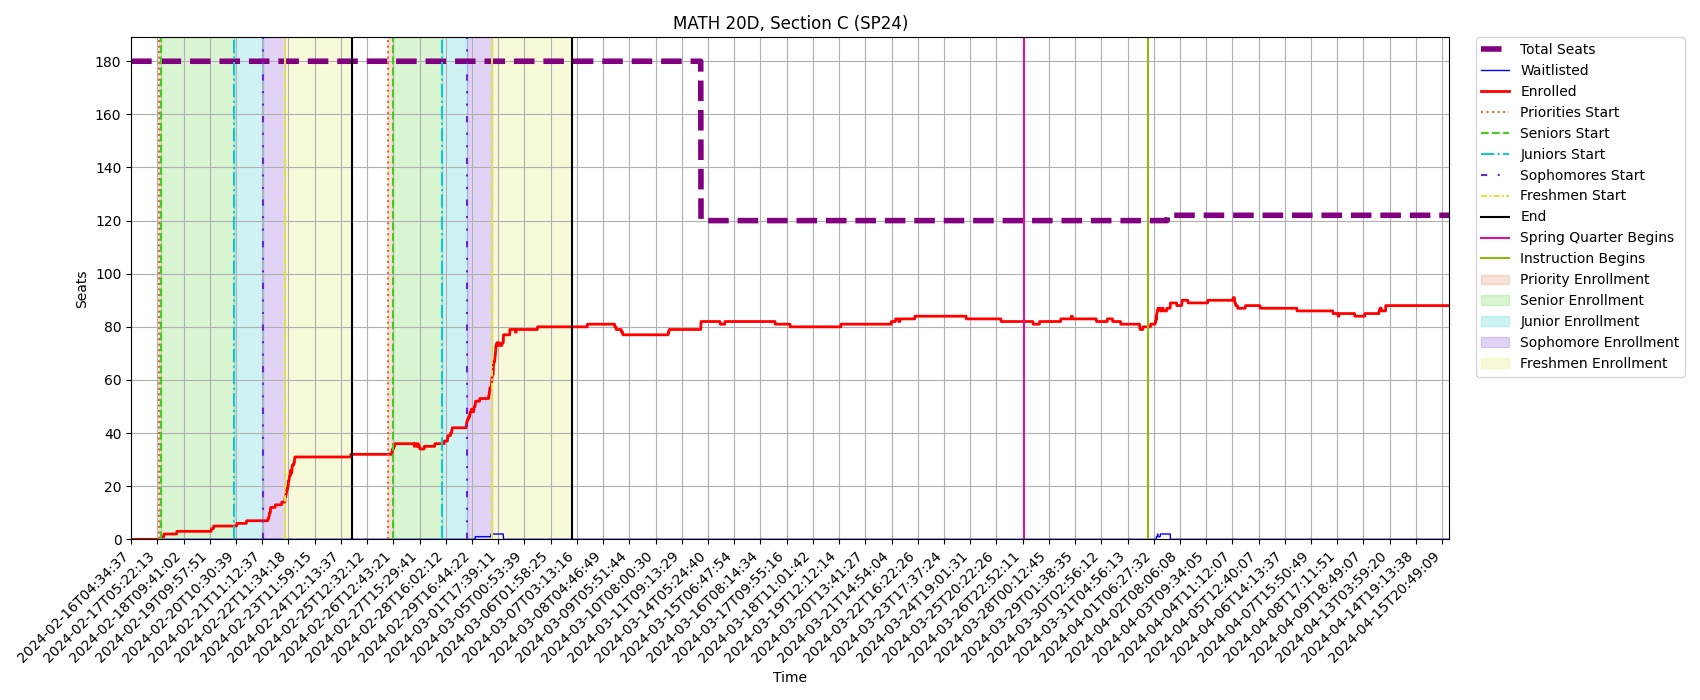 MATH 20D, Section C (SP24)
Seats
180
160
140
120
100
80
60
40
20
0
2024-02-16T04:34:37
2024-02-17T05:22:13
2024-02-18T09:41:02
2024-02-19T09:57:51
2024-02-20T10:30:39
2024-02-21T11:12:37
2024-02-22T11:34:18
2024-02-23T11:59:15
2024-02-24T12:13:37
2024-02-25T12:32:12
2024-02-26T12:43:21
2024-02-27T15:29:41
2024-02-28T16:02:12
2024-02-29T16:44:22
2024-03-01T17:39:11
2024-03-05T00:53:39
2024-03-06T01:58:25
2024-03-07T03:13:16
2024-03-08T04:46:49
2024-03-09T05:51:44
2024-03-10T08:00:30
2024-03-11T09:13:29
2024-03-14T05:24:40
2024-03-15T06:47:54
2024-03-16T08:14:34
2024-03-17T09:55:16
2024-03-18T11:01:42
2024-03-19T12:12:14
2024-03-20T13:41:27
2024-03-21T14:54:04
2024-03-22T16:22:26
2024-03-23T17:37:24
2024-03-24T19:01:31
2024-03-25T20:22:26
2024-03-26T22:52:11
2024-03-28T00:12:45
2024-03-29T01:38:35
2024-03-30T02:56:12
2024-03-31T04:56:13
2024-04-01T06:27:32
2024-04-02T08:06:08
2024-04-03T09:34:05
2024-04-04T11:12:07
2024-04-05T12:40:07
2024-04-06T14:13:37
2024-04-07T15:50:49
2024-04-08T17:11:51
2024-04-09T18:49:07
2024-04-13T03:59:20
2024-04-14T19:13:38
2024-04-15T20:49:09
Time
Total Seats
Waitlisted
Enrolled
Priorities Start
Seniors Start
Juniors Start
Sophomores Start
Freshmen Start
End
Spring Quarter Begins
Instruction Begins
Priority Enrollment
Senior Enrollment
Junior Enrollment
Sophomore Enrollment
Freshmen Enrollment